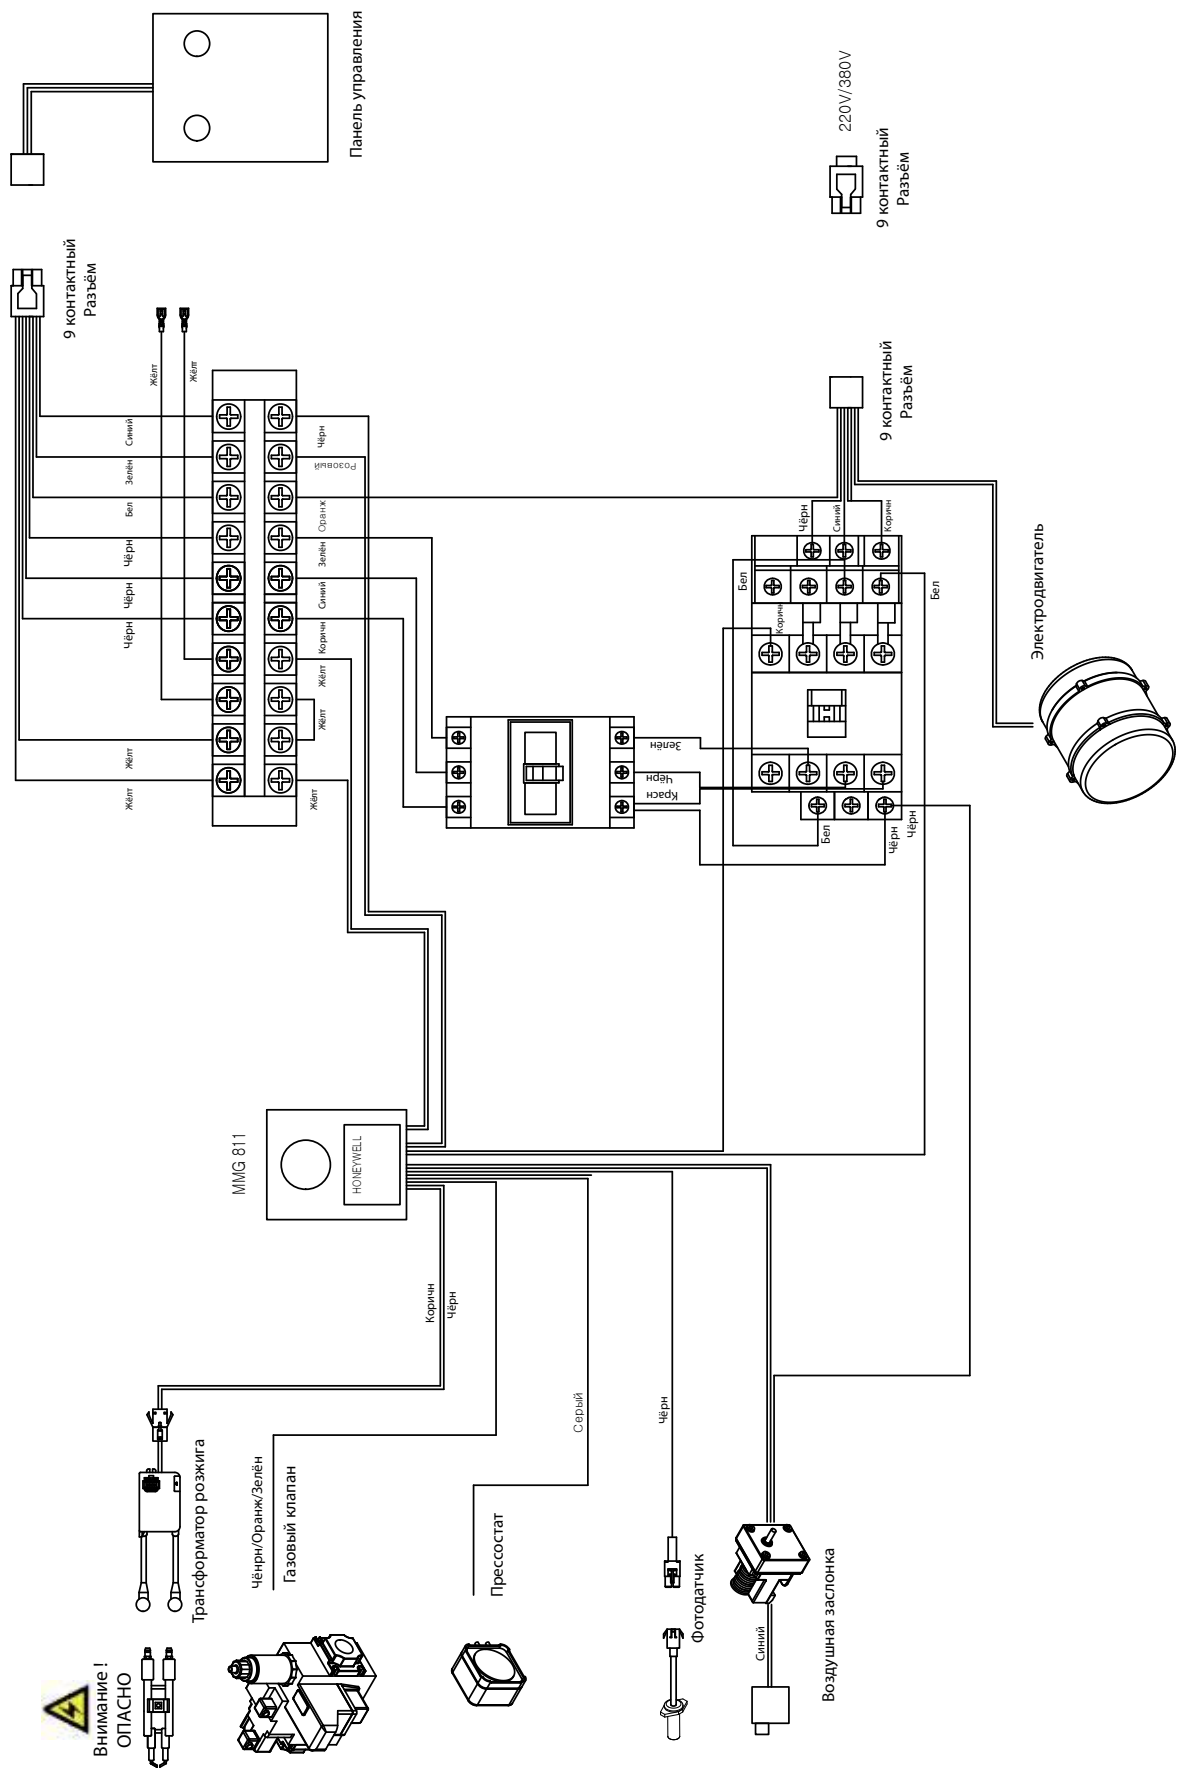 Панель управления
9 контактный
Разъём
220V/380V
9 контактный
Разъём
9 контактный
Разъём
Жёлт
Жёлт
Синий
Зелён
Бел
Чёрн
Чёрн
Чёрн
Жёлт
Жёлт
Чёрн
Розовый
Оранж
Зелён
Синий
Коричн
Жёлт
Жёлт
Жёлт
Чёрн
Синий
Коричн
Бел
Коричн
Бел
Зелён
Чёрн
Красн
Бел
Чёрн
Чёрн
Электродвигатель
MMG 811
HONEYWELL
Коричн
Чёрн
Серый
Чёрн
Трансформатор розжига
Чёнрн/Оранж/Зелён
Газовый клапан
Прессостат
Фотодатчик
Синий
Воздушная заслонка
Внимание !
ОПАСНО